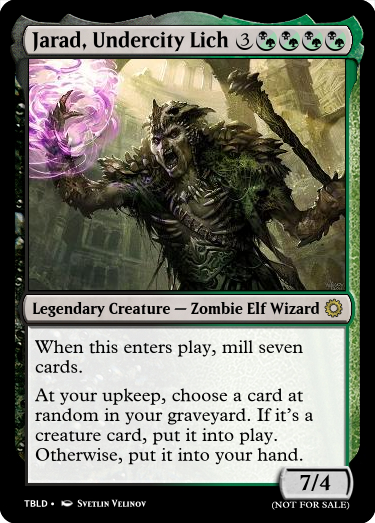 Jarad, Undercity Lich 3
Legendary Creature — Zombie Elf Wizard
When this enters play, mill seven
cards.
At your upkeep, choose a card at
random in your graveyard. If it's a
creature card, put it into play.
Otherwise, put it into your hand.
7/4
TBLD • Svetlin Velinov
(NOT FOR SALE)